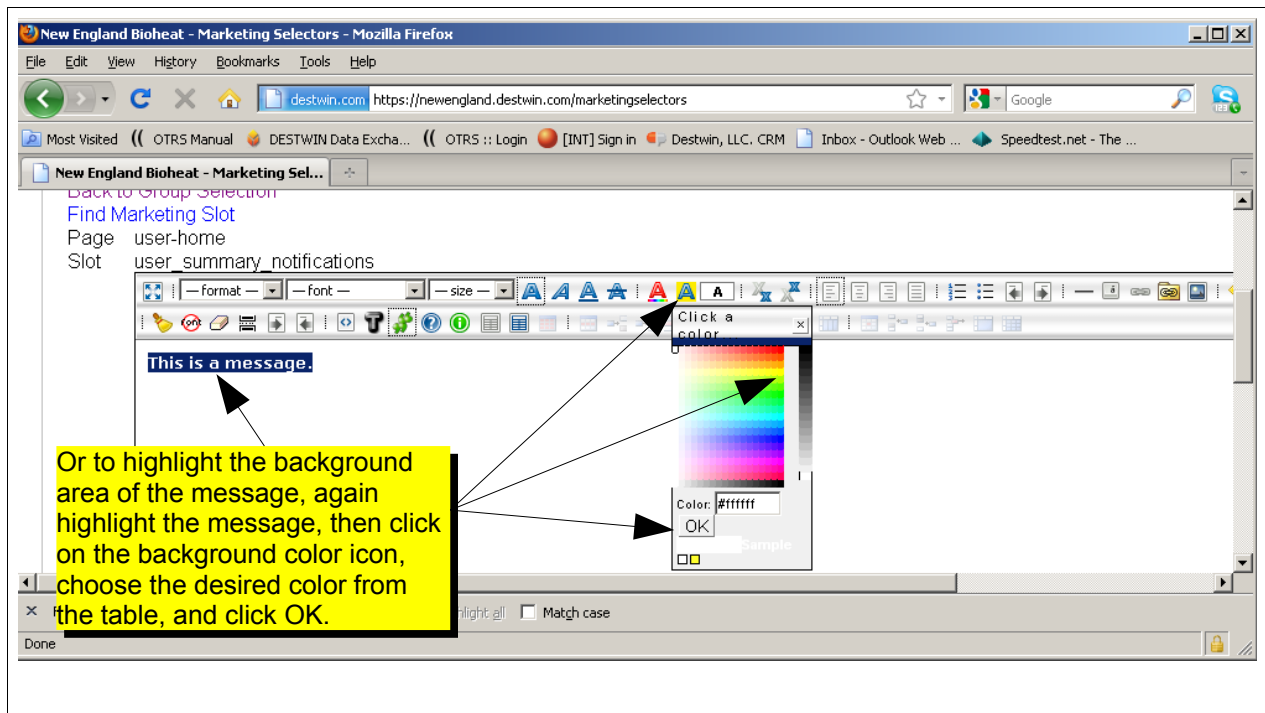 New England Bioheat - Marketing Selectors - Mozilla Firefox
File Edit View History Bookmarks Tools Help
destwin.com https://newengland.destwin.com/marketingselectors Google
Most Visited OTRS Manual DESTWIN Data Excha... OTRS :: Login [INT] Sign in Destwin, LLC. CRM Inbox - Outlook Web ... Speedtest.net - The ...
New England Bioheat - Marketing Sel...
Back to Group Selection
Find Marketing Slot
Page user-home
Slot user_summary_notifications
— format — — font — — size —
Click a color...
This is a message.
Or to highlight the background
area of the message, again
highlight the message, then click
on the background color icon,
choose the desired color from
the table, and click OK.
Color: #ffffff
OK
Sample
all Match case
Done